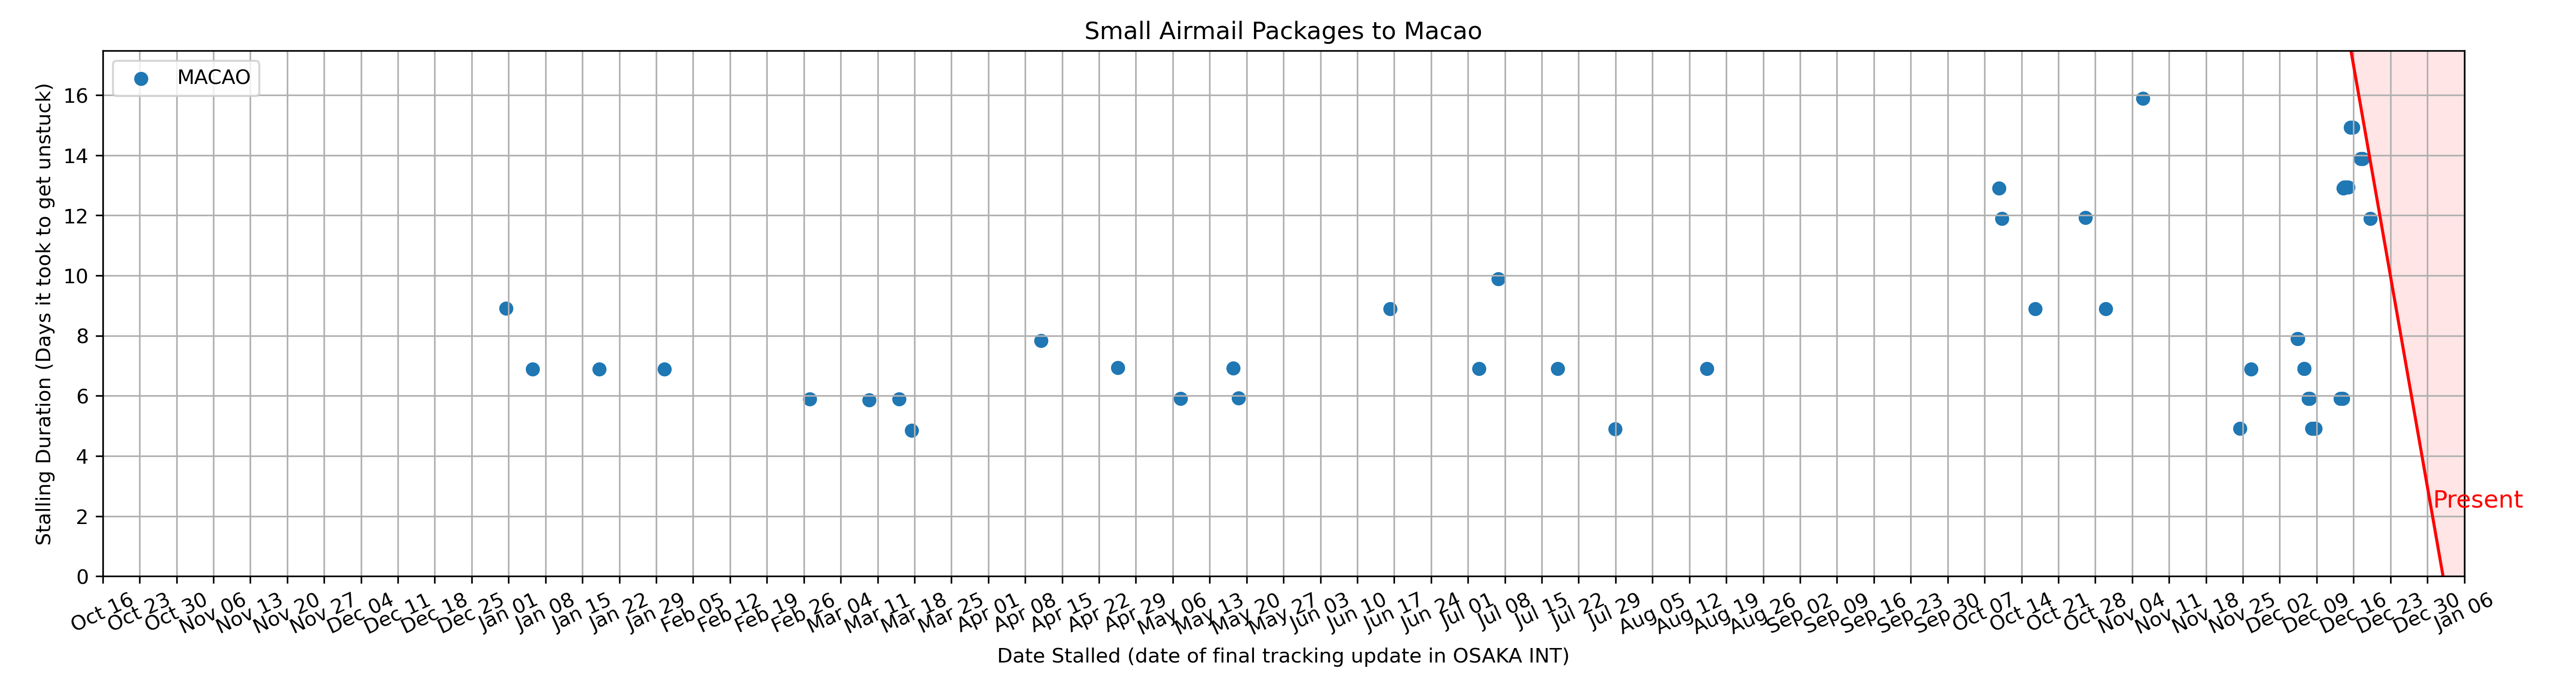 Small Airmail Packages to Macao
MACAO
Stalling Duration (Days it took to get unstuck)
16
14
12
10
8
6
4
2
0
Present
Oct 16 Oct 23 Oct 30 Nov 06 Nov 13 Nov 20 Nov 27 Dec 04 Dec 11 Dec 18 Dec 25 Jan 01 Jan 08 Jan 15 Jan 22 Jan 29 Feb 05 Feb 12 Feb 19 Feb 26 Mar 04 Mar 11 Mar 18 Mar 25 Apr 01 Apr 08 Apr 15 Apr 22 Apr 29 May 06 May 13 May 20 May 27 Jun 03 Jun 10 Jun 17 Jun 24 Jul 01 Jul 08 Jul 15 Jul 22 Jul 29 Aug 05 Aug 12 Aug 19 Aug 26 Sep 02 Sep 09 Sep 16 Sep 23 Sep 30 Oct 07 Oct 14 Oct 21 Oct 28 Nov 04 Nov 11 Nov 18 Nov 25 Dec 02 Dec 09 Dec 16 Dec 23 Dec 30 Jan 06
Date Stalled (date of final tracking update in OSAKA INT)